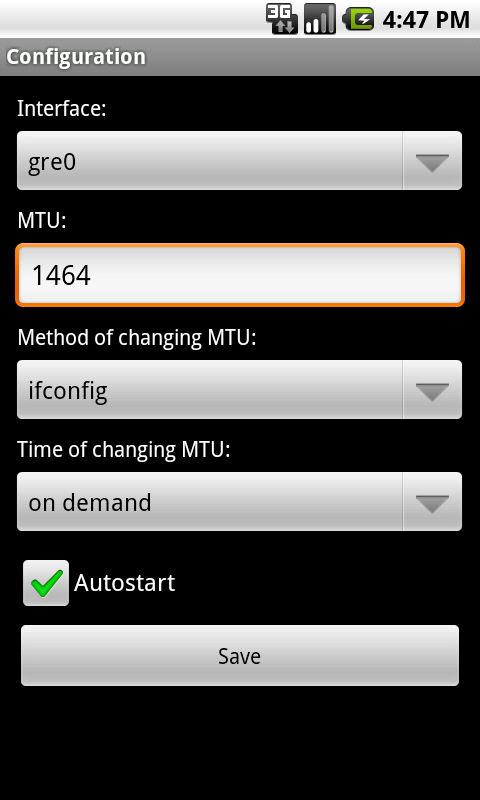 3G 4:47 PM
Configuration
Interface:
gre0
MTU:
1464
Method of changing MTU:
ifconfig
Time of changing MTU:
on demand
Autostart
Save